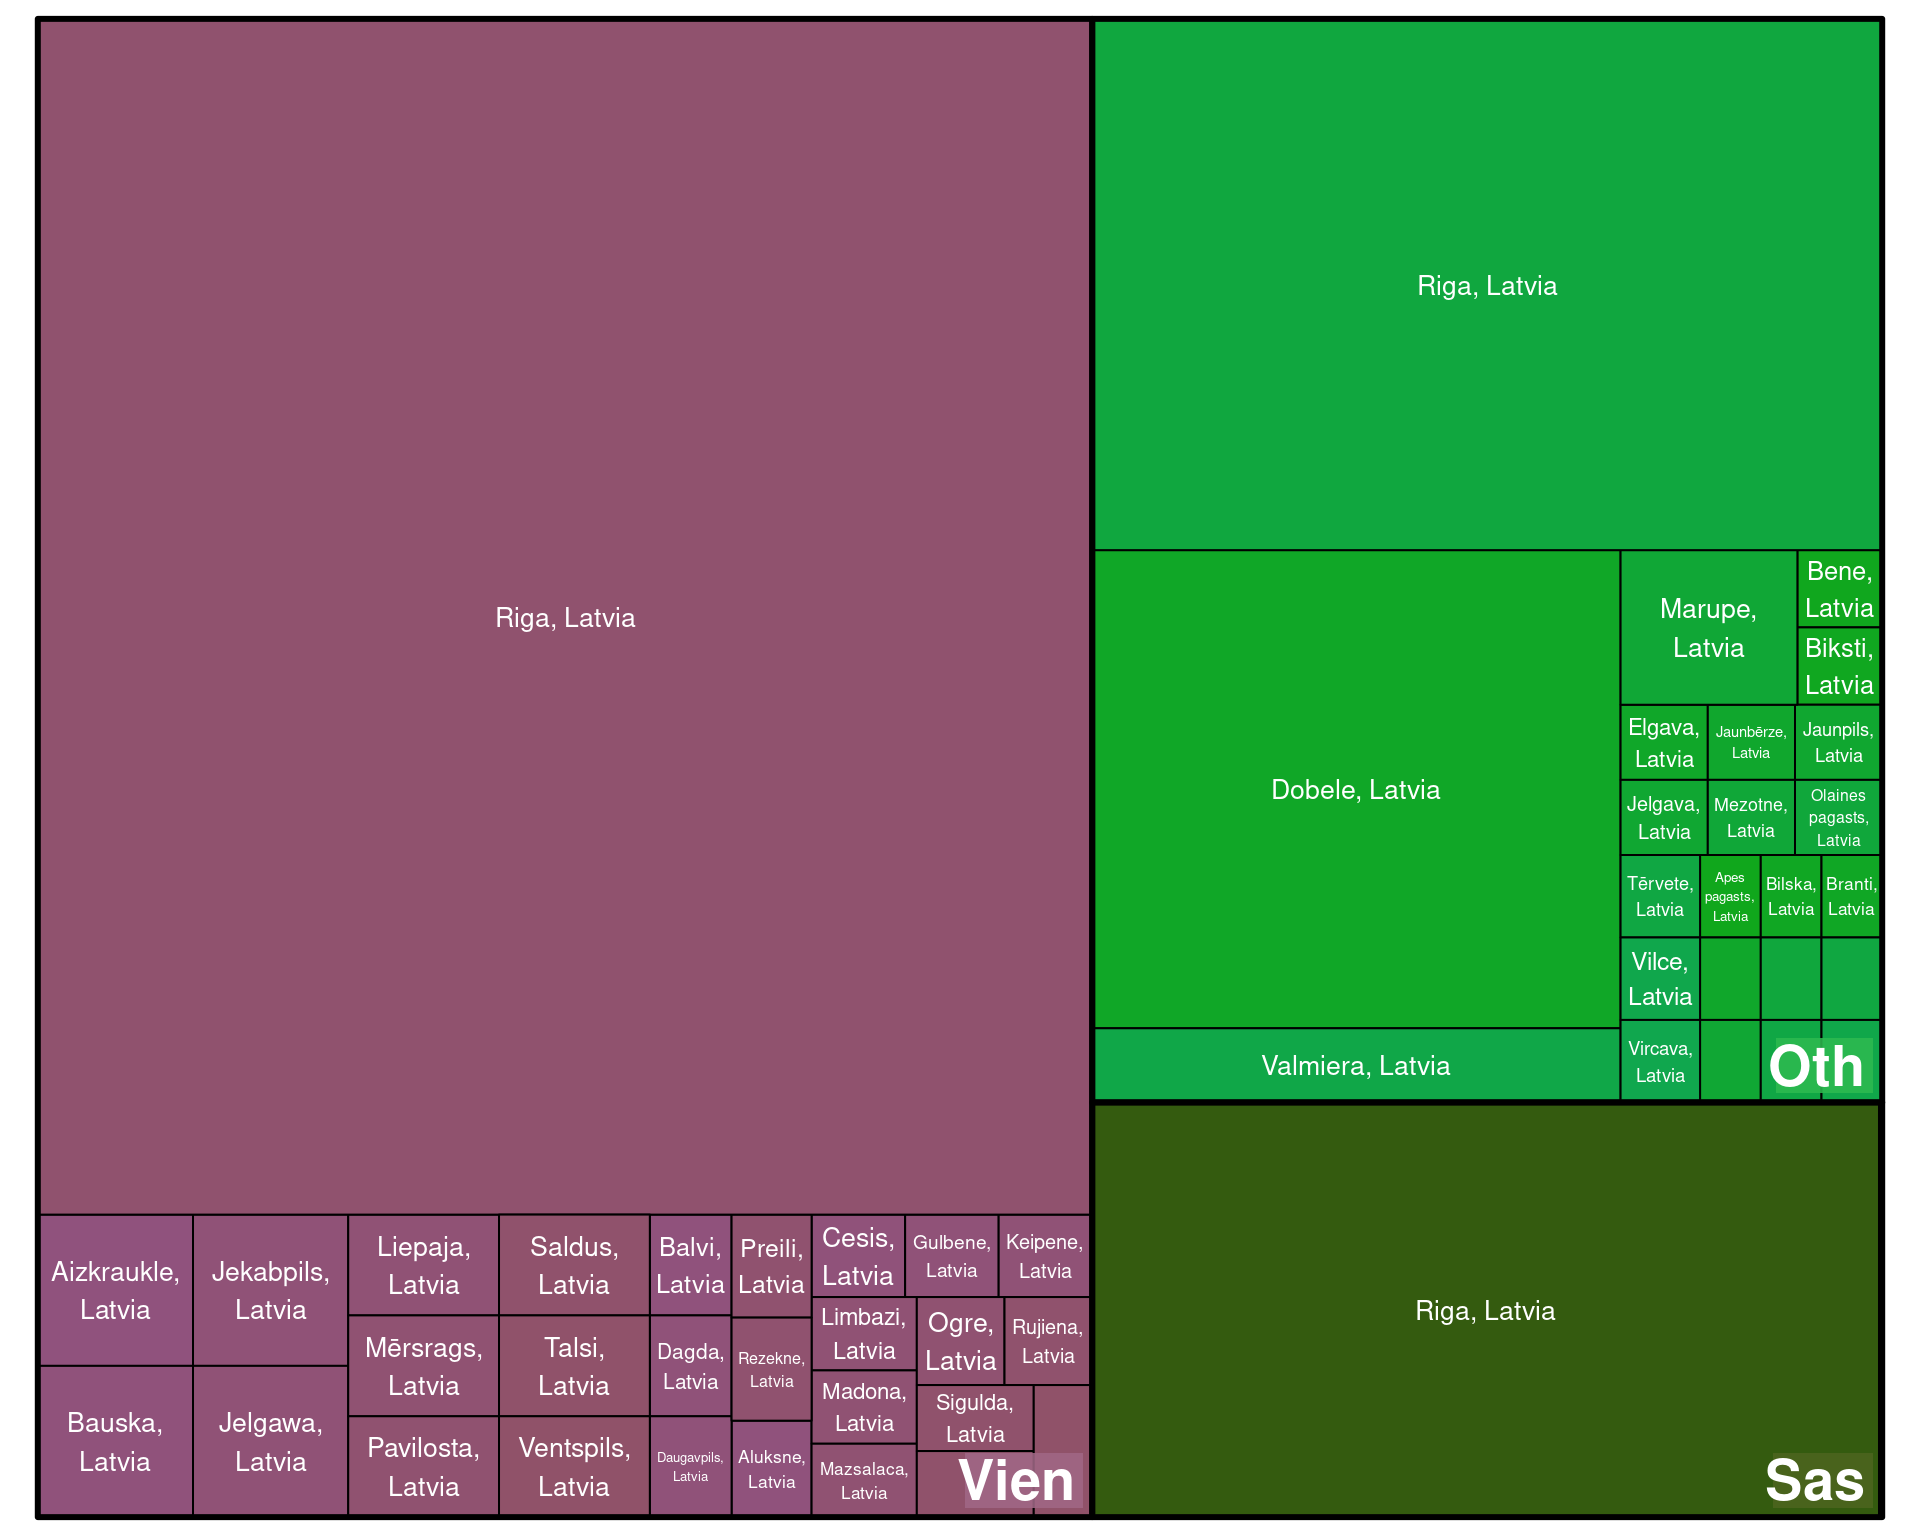 Riga, Latvia
Aizkraukle,
Latvia
Bauska,
Latvia
Jekabpils,
Latvia
Jelgawa,
Latvia
Liepaja,
Latvia
Mērsrags,
Latvia
Pavilosta,
Latvia
Saldus,
Latvia
Talsi,
Latvia
Ventspils,
Latvia
Balvi,
Latvia
Dagda,
Latvia
Daugavpils,
Latvia
Preili,
Latvia
Rezekne,
Latvia
Aluksne,
Latvia
Cesis,
Latvia
Gulbene,
Latvia
Keipene,
Latvia
Limbazi,
Latvia
Madona,
Latvia
Mazsalaca,
Latvia
Ogre,
Latvia
Rujiena,
Latvia
Sigulda,
Latvia
Vien
Riga, Latvia
Dobele, Latvia
Valmiera, Latvia
Marupe,
Latvia
Bene,
Latvia
Biksti,
Latvia
Elgava,
Latvia
Jaunbērze,
Latvia
Jaunpils,
Latvia
Jelgava,
Latvia
Mezotne,
Latvia
Olaines
pagasts,
Latvia
Tērvete,
Latvia
Apes
pagasts,
Latvia
Bilska,
Latvia
Branti,
Latvia
Vilce,
Latvia
Vircava,
Latvia
Oth
Riga, Latvia
Sas